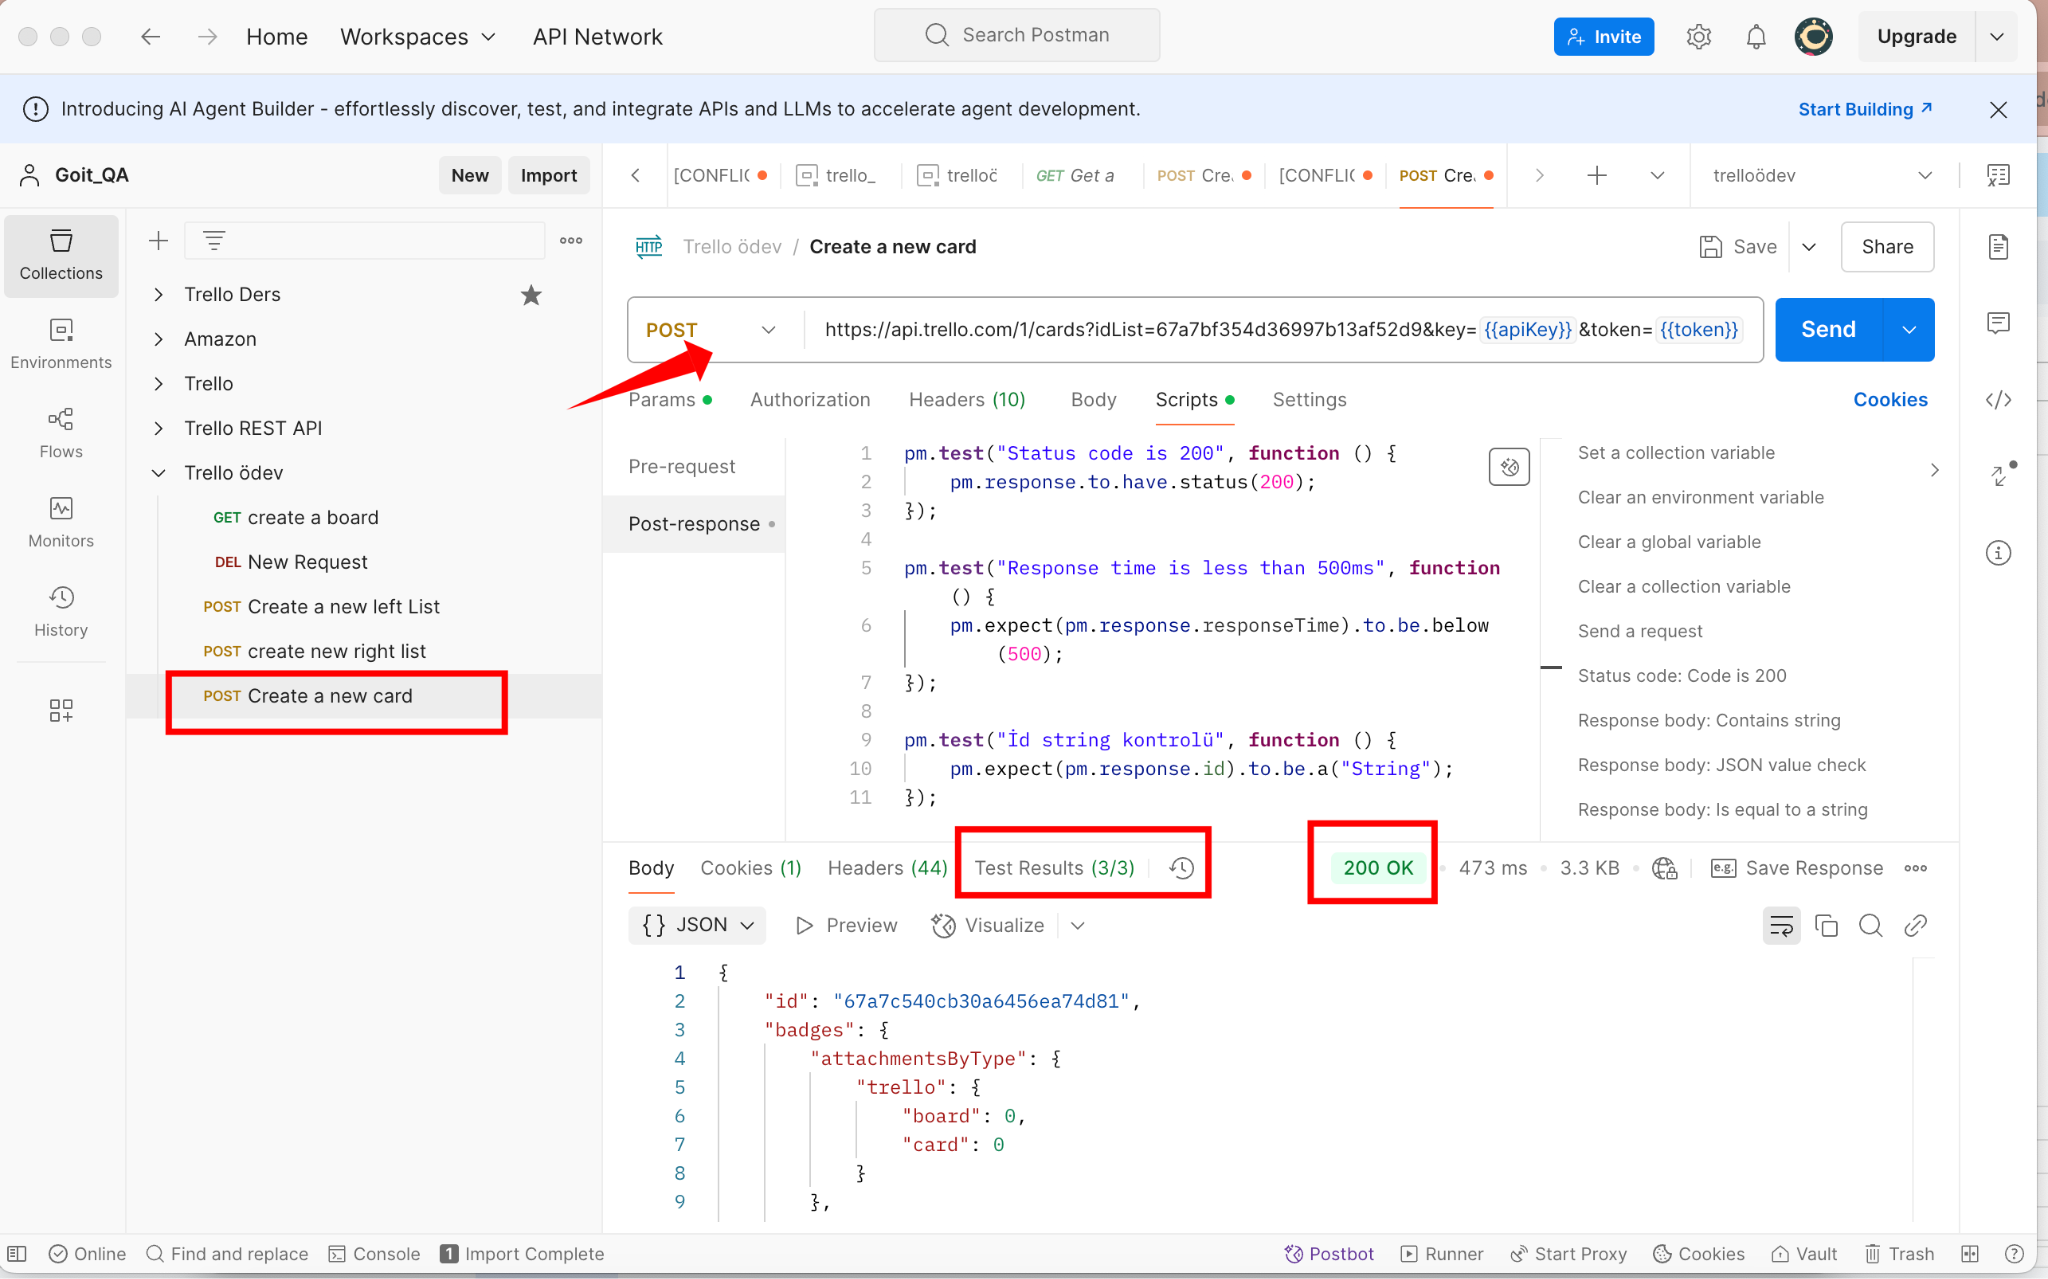 Home
Workspaces
API Network
Search Postman
Invite
Upgrade
Introducing AI Agent Builder - effortlessly discover, test, and integrate APIs and LLMs to accelerate agent development.
Start Building ↗
Goit_QA
New
Import
[CONFLIC
trello_
trelloö
GET Get a
POST Cre
[CONFLIC
POST Cre
trelloödev
Collections
Environments
Flows
Monitors
History
Trello Ders
Amazon
Trello
Trello REST API
Trello ödev
GET create a board
DEL New Request
POST Create a new left List
POST create new right list
POST Create a new card
HTTP
Trello ödev / Create a new card
Save
Share
POST
https://api.trello.com/1/cards?idList=67a7bf354d36997b13af52d9&key= {{apiKey}} &token= {{token}}
Send
Params
Authorization
Headers (10)
Body
Scripts
Settings
Cookies
Pre-request
Post-response
1 pm.test("Status code is 200", function () {
2 pm.response.to.have.status(200);
3 });
4
5 pm.test("Response time is less than 500ms", function
() {
6 pm.expect(pm.response.responseTime).to.be.below
(500);
7 });
8
9 pm.test("İd string kontrolü", function () {
10 pm.expect(pm.response.id).to.be.a("String");
11 });
Set a collection variable
Clear an environment variable
Clear a global variable
Clear a collection variable
Send a request
Status code: Code is 200
Response body: Contains string
Response body: JSON value check
Response body: Is equal to a string
Body
Cookies (1)
Headers (44)
Test Results (3/3)
200 OK
473 ms
3.3 KB
e.g.
Save Response
{} JSON
Preview
Visualize
1 {
2 "id": "67a7c540cb30a6456ea74d81",
3 "badges": {
4 "attachmentsByType": {
5 "trello": {
6 "board": 0,
7 "card": 0
8 }
9 },
Online
Find and replace
Console
1 Import Complete
Postbot
Runner
Start Proxy
Cookies
Vault
Trash